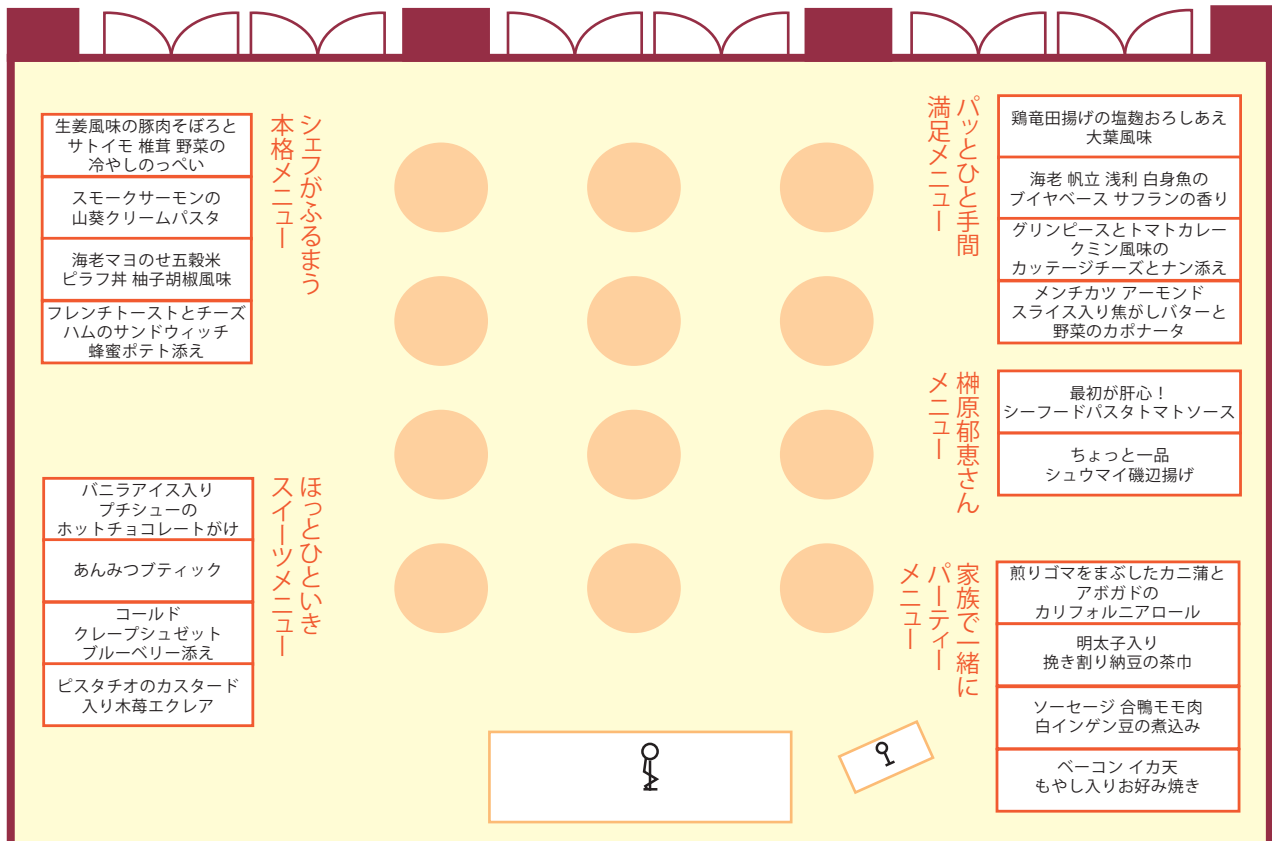 シェフがふるまう
本格メニュー
生姜風味の豚肉そぼろと
サトイモ 椎茸 野菜の
冷やしのっぺい
スモークサーモンの
山葵クリームパスタ
海老マヨのせ五穀米
ピラフ丼 柚子胡椒風味
フレンチトーストとチーズ
ハムのサンドウィッチ
蜂蜜ポテト添え
ほっとひといき
スイーツメニュー
バニラアイス入り
プチシューの
ホットチョコレートがけ
あんみつブティック
コールド
クレープシュゼット
ブルーベリー添え
ピスタチオのカスタード
入り木苺エクレア
パッとひと手間
満足メニュー
鶏竜田揚げの塩麹おろしあえ
大葉風味
海老 帆立 浅利 白身魚の
ブイヤベース サフランの香り
グリンピースとトマトカレー
クミン風味の
カッテージチーズとナン添え
メンチカツ アーモンド
スライス入り焦がしバターと
野菜のカポナータ
榊原郁恵さん
メニュー
最初が肝心！
シーフードパスタトマトソース
ちょっと一品
シュウマイ磯辺揚げ
家族で一緒に
パーティー
メニュー
煎りゴマをまぶしたカニ蒲と
アボガドの
カリフォルニアロール
明太子入り
挽き割り納豆の茶巾
ソーセージ 合鴨モモ肉
白インゲン豆の煮込み
ベーコン イカ天
もやし入りお好み焼き